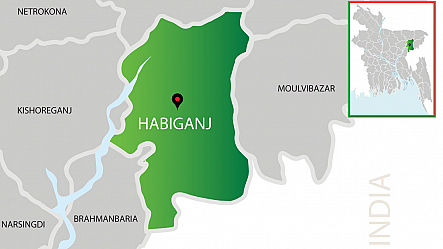 NETROKONA
KISHOREGANJ
MOULVIBAZAR
HABIGANJ
NARSINGDI
BRAHMANBARIA
INDIA